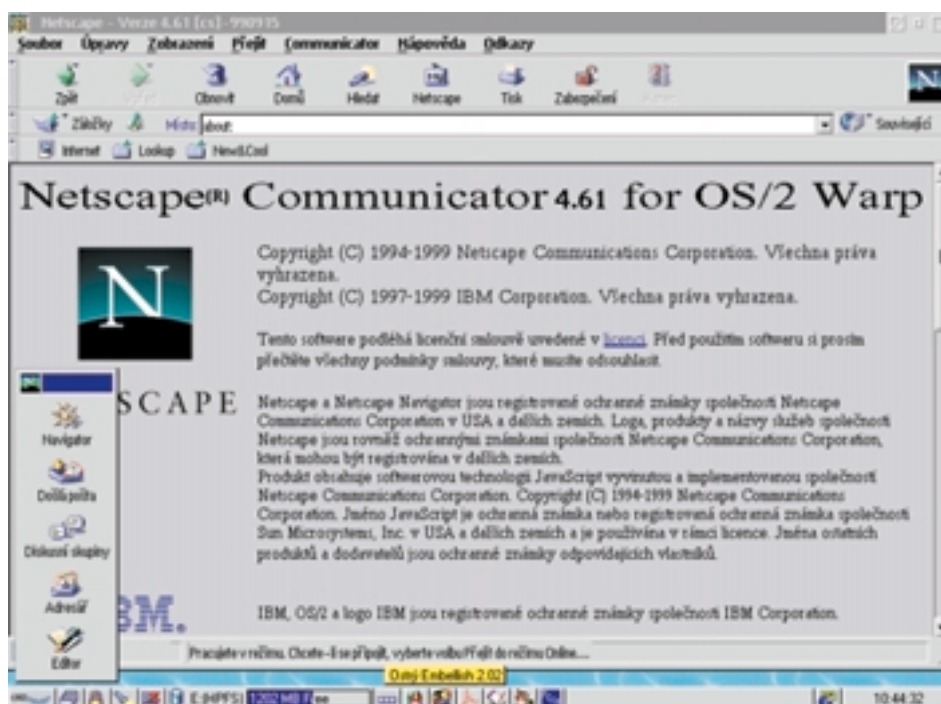 Netscape - Verze 4.61 [cs]-990915
Soubor Úpravy Zobrazení Přejít Communicator Nápověda Odkazy
Zpět Obnovit Domů Hledat Netscape Tisk Zabezpečení
Záložky Místo: about: Související
Internet Lookup New&Cool
Netscape(R) Communicator 4.61 for OS/2 Warp
Copyright (C) 1994-1999 Netscape Communications Corporation. Všechna práva
vyhrazena.
Copyright (C) 1997-1999 IBM Corporation. Všechna práva vyhrazena.
Tento software podléhá licenční smlouvě uvedené v licenci. Před použitím softwaru si prosím
přečtěte všechny podmínky smlouvy, které musíte odsouhlasit.
N
SCAPE
Netscape a Netscape Navigator jsou registrované ochranné známky společnosti Netscape
Communications Corporation v USA a dalších zemích. Loga, produkty a názvy služeb společnosti
Netscape jsou rovněž ochrannými známkami společnosti Netscape Communications Corporation,
která mohou být registrována v dalších zemích.
Produkt obsahuje softwarovou technologii JavaScript vyvinutou a implementovanou společností
Netscape Communications Corporation. Copyright (C) 1994-1999 Netscape Communications
Corporation. Jméno JavaScript je ochranná známka nebo registrovaná ochranná známka společnosti
Sun Microsystems, Inc. v USA a dalších zemích a je používána v rámci licence. Jména ostatních
produktů a dodavatelů jsou ochranné známky odpovídajících vlastníků.
IBM, OS/2 a logo IBM jsou registrované ochranné známky společnosti IBM Corporation.
Navigator
Došlá pošta
Diskusní skupiny
Adresář
Editor
BM.
Pracujete v režimu. Chcete-li se připojit, vyberte volbu Přejít do režimu Online....
Ostrý Embellish 2.02
E:(HPFS) 1202 MB F ee 10:44:32